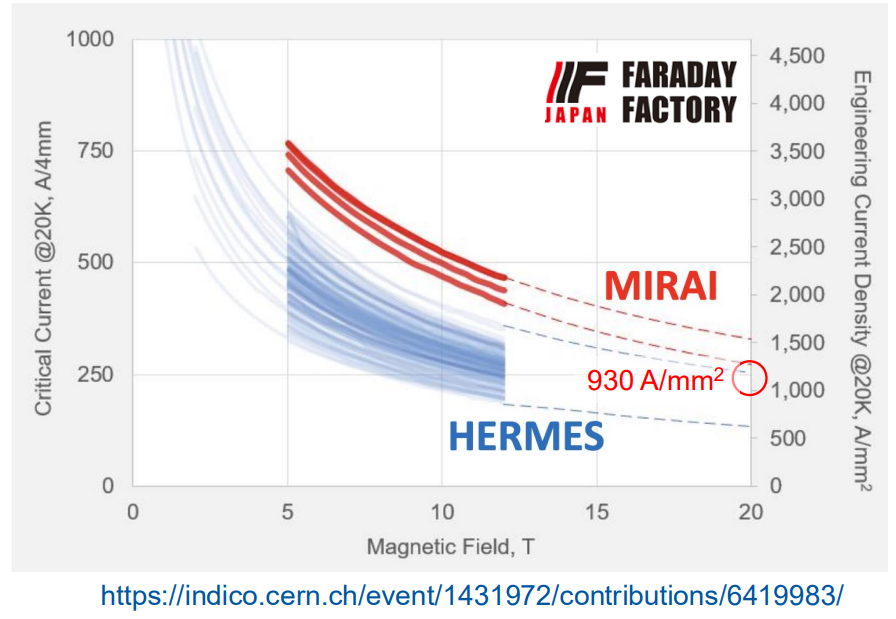 1000
750
500
250
0
Critical Current @20K, A/4mm
0
5
10
15
20
Magnetic Field, T
4,500
4,000
3,500
3,000
2,500
2,000
1,500
1,000
500
0
Engineering Current Density @20K, A/mm²
JAPAN
FARADAY
FACTORY
MIRAI
930 A/mm²
HERMES
https://indico.cern.ch/event/1431972/contributions/6419983/